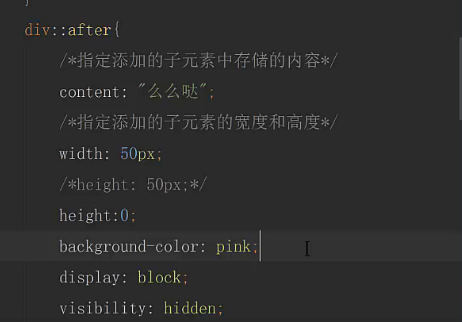 }
div::after{
/*指定添加的子元素中存储的内容*/
content: "么么哒";
/*指定添加的子元素的宽度和高度*/
width: 50px;
/*height: 50px;*/
height:0;
background-color: pink;
display: block;
visibility: hidden;